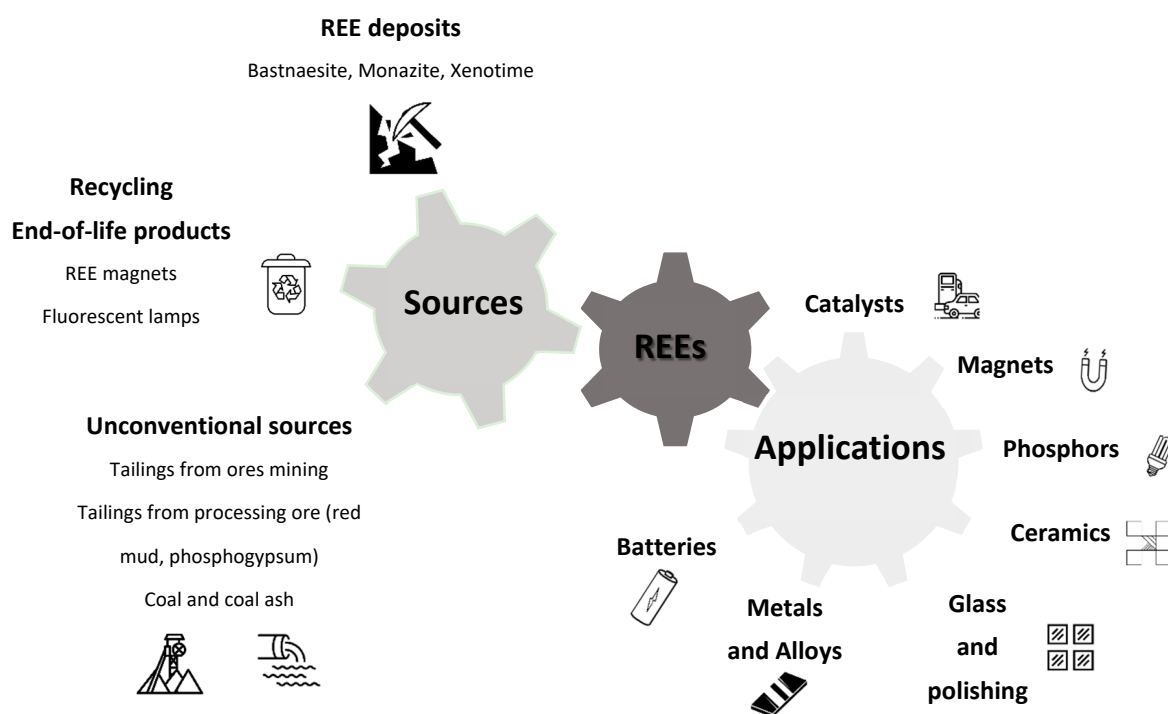 REE deposits
Bastnaesite, Monazite, Xenotime
Recycling
End-of-life products
REE magnets
Fluorescent lamps
Unconventional sources
Tailings from ores mining
Tailings from processing ore (red
mud, phosphogypsum)
Coal and coal ash
Sources
REEs
Applications
Catalysts
Magnets
Phosphors
Ceramics
Glass
and
polishing
Metals
and Alloys
Batteries